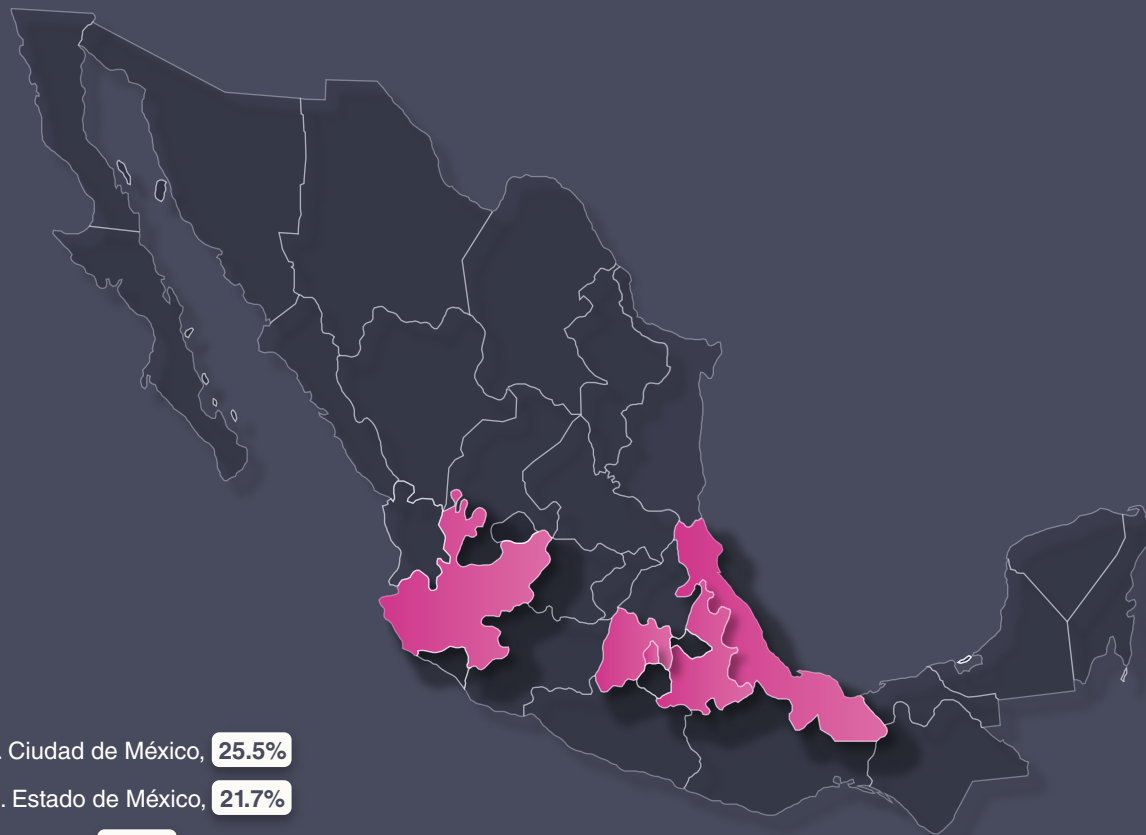 . Ciudad de México, 25.5%
. Estado de México, 21.7%